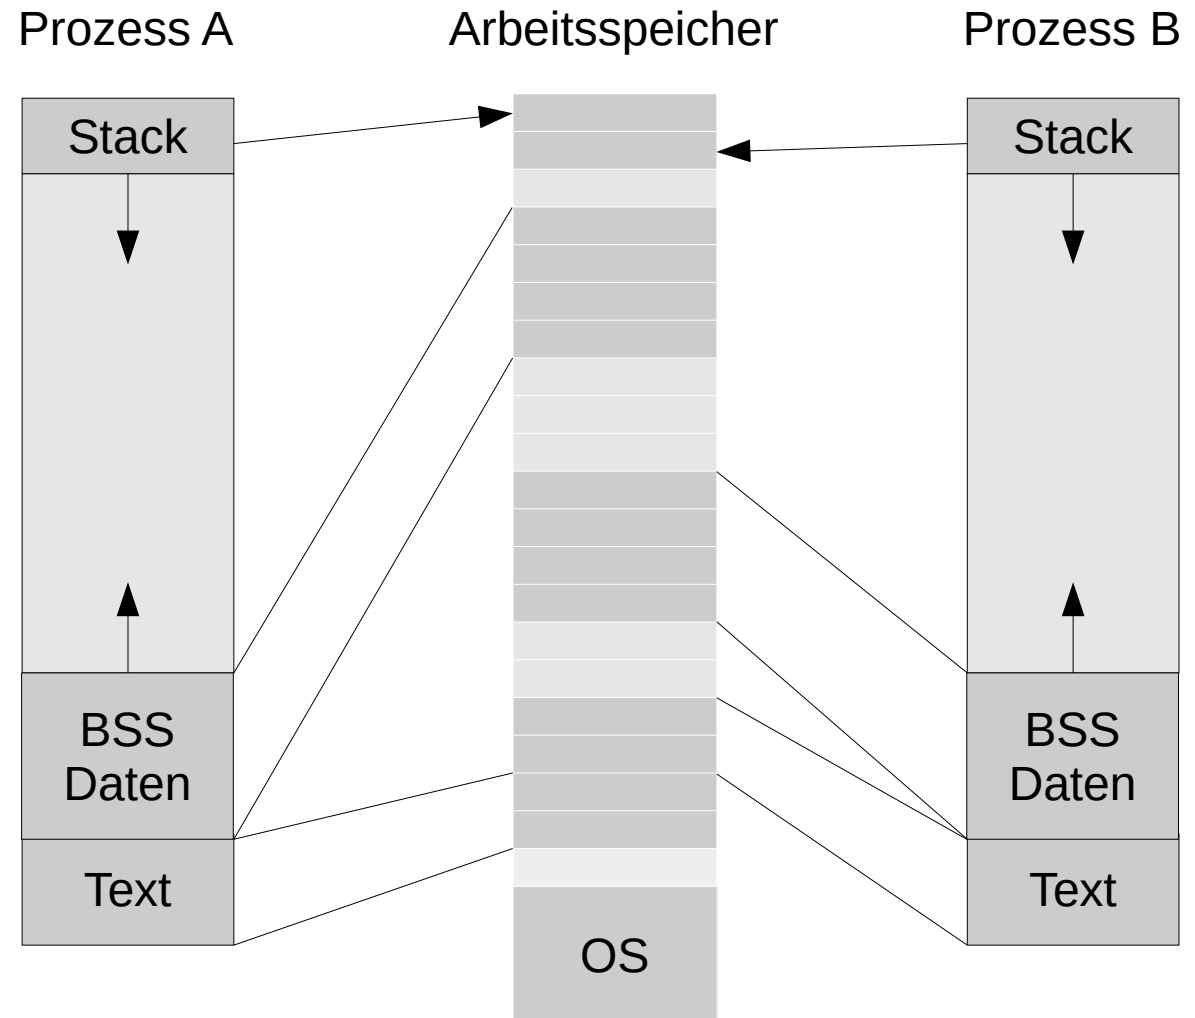 Prozess A
Arbeitsspeicher
Prozess B
Stack
Stack
BSS
Daten
BSS
Daten
Text
Text
OS